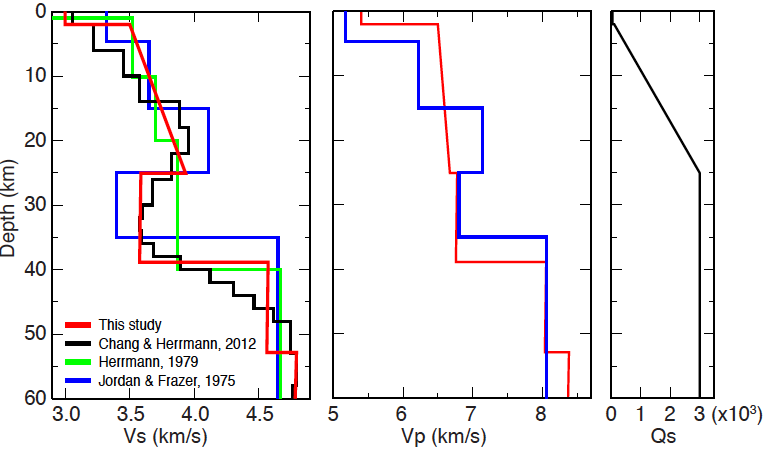 0
10
20
30
40
50
60
Depth (km)
This study
Chang & Herrmann, 2012
Herrmann, 1979
Jordan & Frazer, 1975
3.0 3.5 4.0 4.5
Vs (km/s)
5 6 7 8
Vp (km/s)
0 1 2 3 (x10³)
Qs